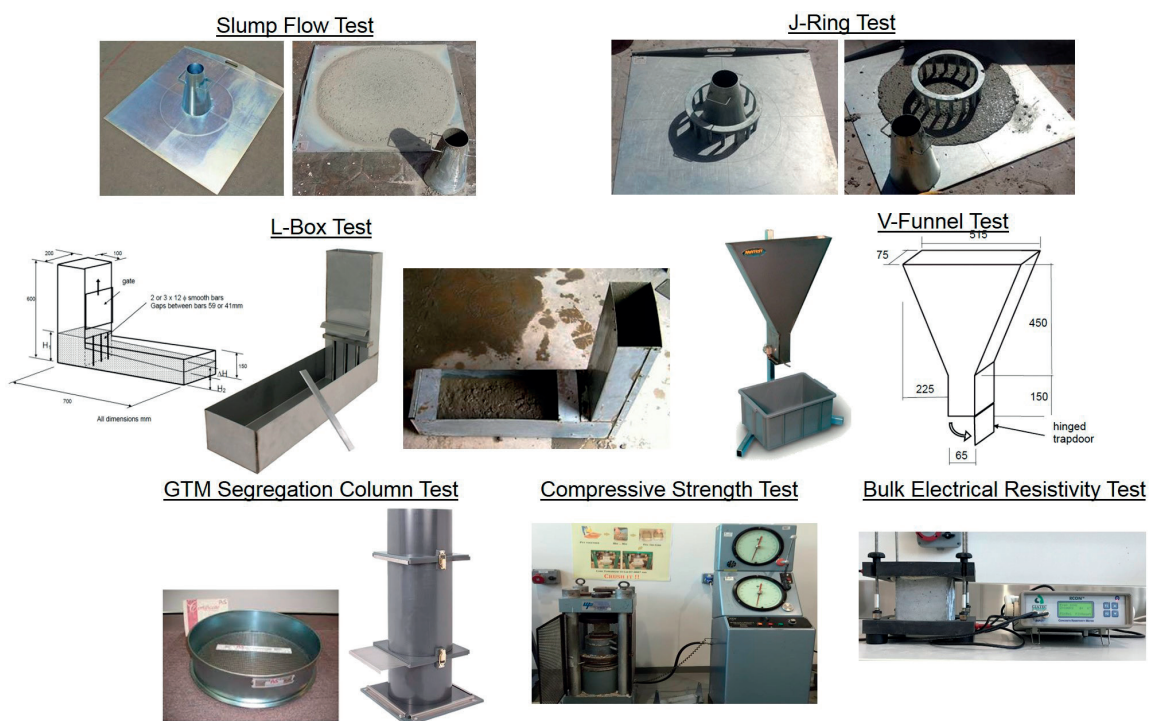 Slump Flow Test
J-Ring Test
L-Box Test
200
100
gate
600
2 or 3 x 12 ϕ smooth bars
Gaps between bars 59 or 41mm
H₁
ΔH
150
H₂
700
All dimensions mm
V-Funnel Test
515
75
450
225
150
hinged
trapdoor
65
GTM Segregation Column Test
Compressive Strength Test
CRUSH IT !!
Bulk Electrical Resistivity Test